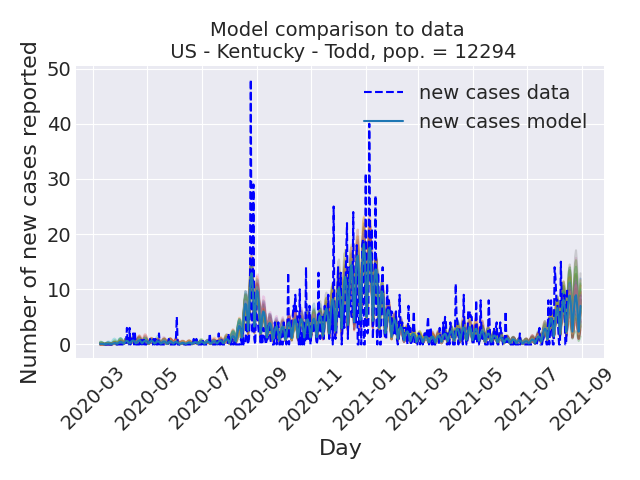 Model comparison to data
US - Kentucky - Todd, pop. = 12294
Number of new cases reported
50
40
30
20
10
0
new cases data
new cases model
2020-03
2020-05
2020-07
2020-09
2020-11
2021-01
2021-03
2021-05
2021-07
2021-09
Day